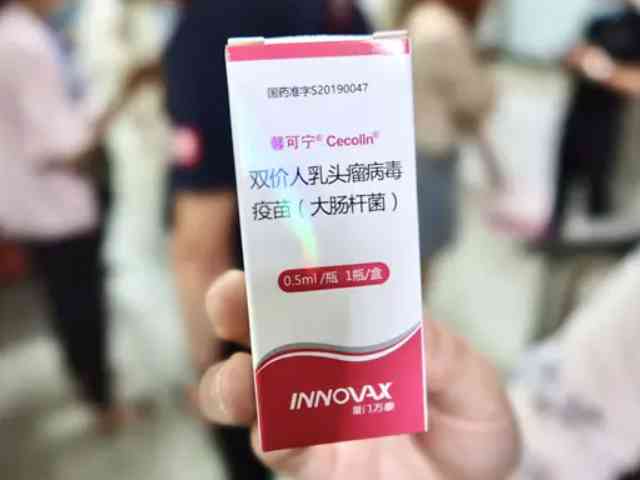 国药准字S20190047
馨可宁® Cecolin®
双价人乳头瘤病毒
疫苗（大肠杆菌）
0.5ml/瓶 1瓶/盒
INNOVAX
厦门万泰